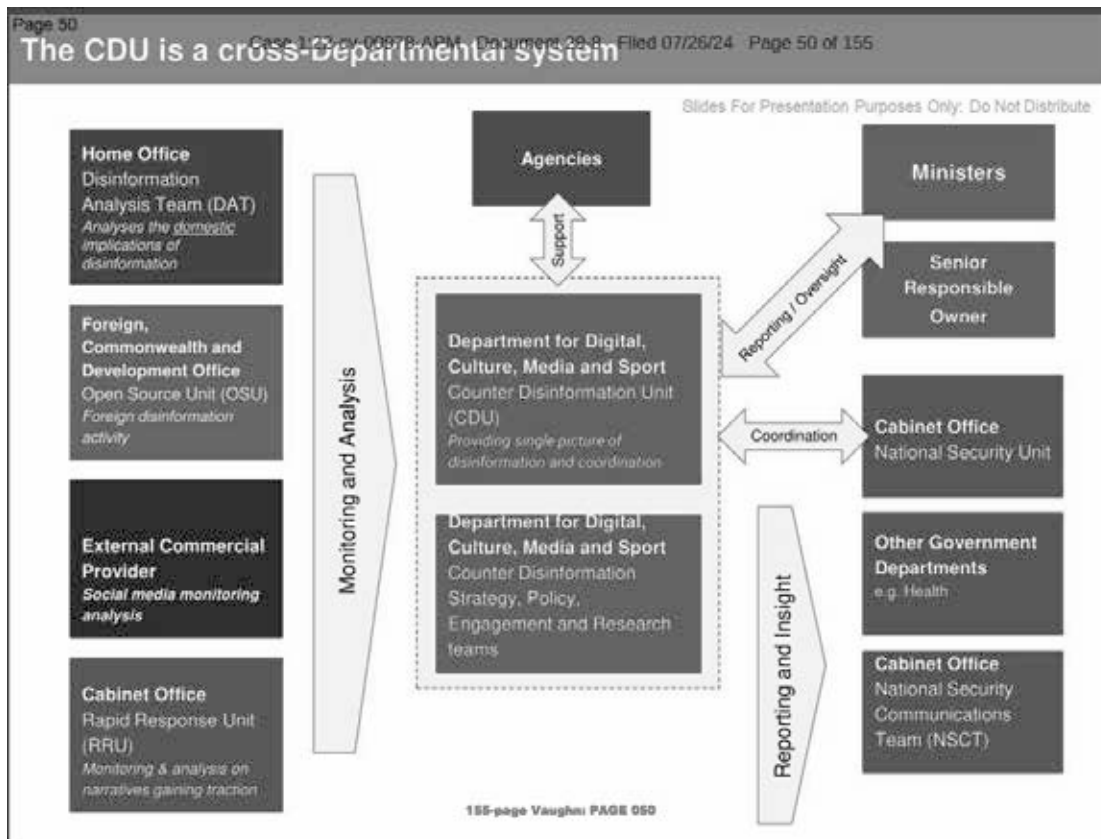 Page 50
Case 1:22-cv-00978-APM Document 29-8 Filed 07/26/24 Page 50 of 155
The CDU is a cross-Departmental system
Slides For Presentation Purposes Only: Do Not Distribute
Home Office
Disinformation
Analysis Team (DAT)
Analyses the domestic
implications of
disinformation
Foreign,
Commonwealth and
Development Office
Open Source Unit (OSU)
Foreign disinformation
activity
External Commercial
Provider
Social media monitoring
analysis
Cabinet Office
Rapid Response Unit
(RRU)
Monitoring & analysis on
narratives gaining traction
Monitoring and Analysis
Agencies
Support
Department for Digital,
Culture, Media and Sport
Counter Disinformation Unit
(CDU)
Providing single picture of
disinformation and coordination
Department for Digital,
Culture, Media and Sport
Counter Disinformation
Strategy, Policy,
Engagement and Research
teams
Reporting / Oversight
Coordination
Reporting and Insight
Ministers
Senior
Responsible
Owner
Cabinet Office
National Security Unit
Other Government
Departments
e.g. Health
Cabinet Office
National Security
Communications
Team (NSCT)
155-page Vaughn: PAGE 050